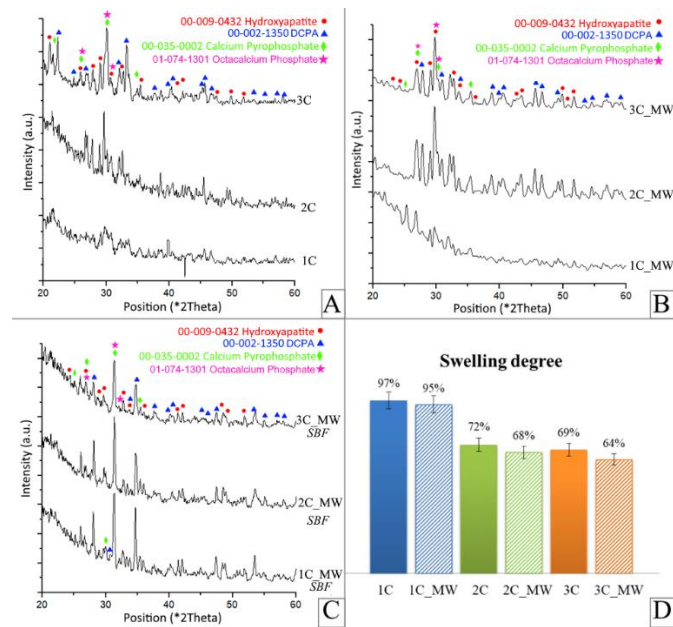 00-009-0432 Hydroxyapatite
00-002-1350 DCPA
00-035-0002 Calcium Pyrophosphate
01-074-1301 Octacalcium Phosphate
3C
2C
1C
Intensity (a.u.)
20 30 40 50 60
Position (*2Theta)
A
00-009-0432 Hydroxyapatite
00-002-1350 DCPA
00-035-0002 Calcium Pyrophosphate
01-074-1301 Octacalcium Phosphate
3C_MW
2C_MW
1C_MW
Intensity (a.u.)
20 30 40 50 60
Position (*2Theta)
B
00-009-0432 Hydroxyapatite
00-002-1350 DCPA
00-035-0002 Calcium Pyrophosphate
01-074-1301 Octacalcium Phosphate
3C_MW
SBF
2C_MW
SBF
1C_MW
SBF
Intensity (a.u.)
20 30 40 50 60
Position (*2Theta)
C
Swelling degree
97% 95% 72% 68% 69% 64%
1C 1C_MW 2C 2C_MW 3C 3C_MW
D